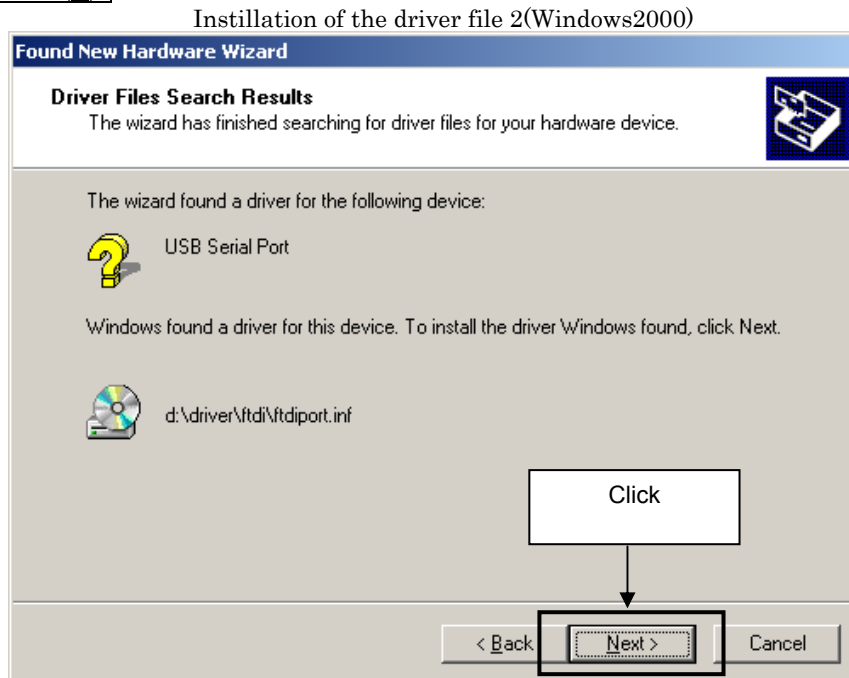 Instillation of the driver file 2(Windows2000)
Found New Hardware Wizard
Driver Files Search Results
The wizard has finished searching for driver files for your hardware device.
The wizard found a driver for the following device:
USB Serial Port
Windows found a driver for this device. To install the driver Windows found, click Next.
d:\driver\ftdi\ftdiport.inf
Click
< Back
Next >
Cancel